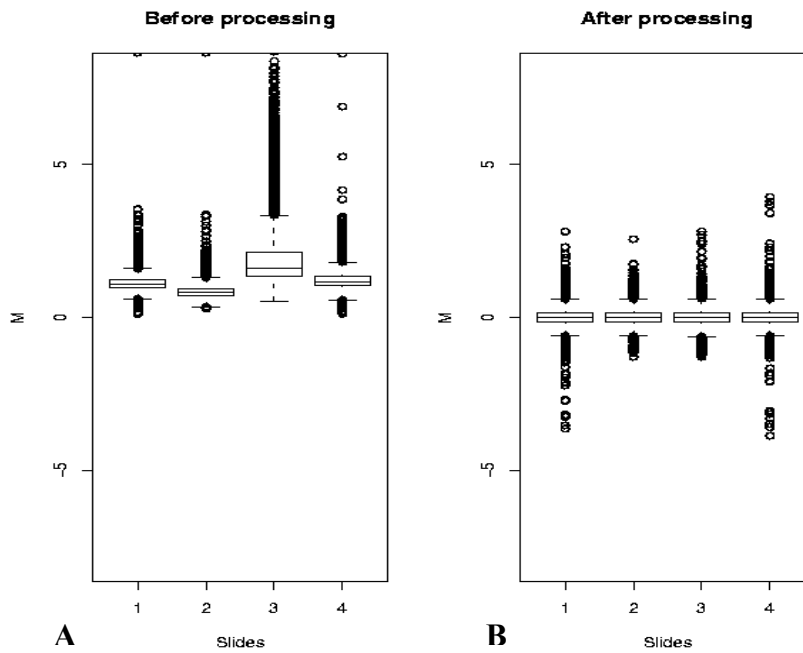 Before processing
M
5
0
-5
1 2 3 4
Slides
A
After processing
M
5
0
-5
1 2 3 4
Slides
B